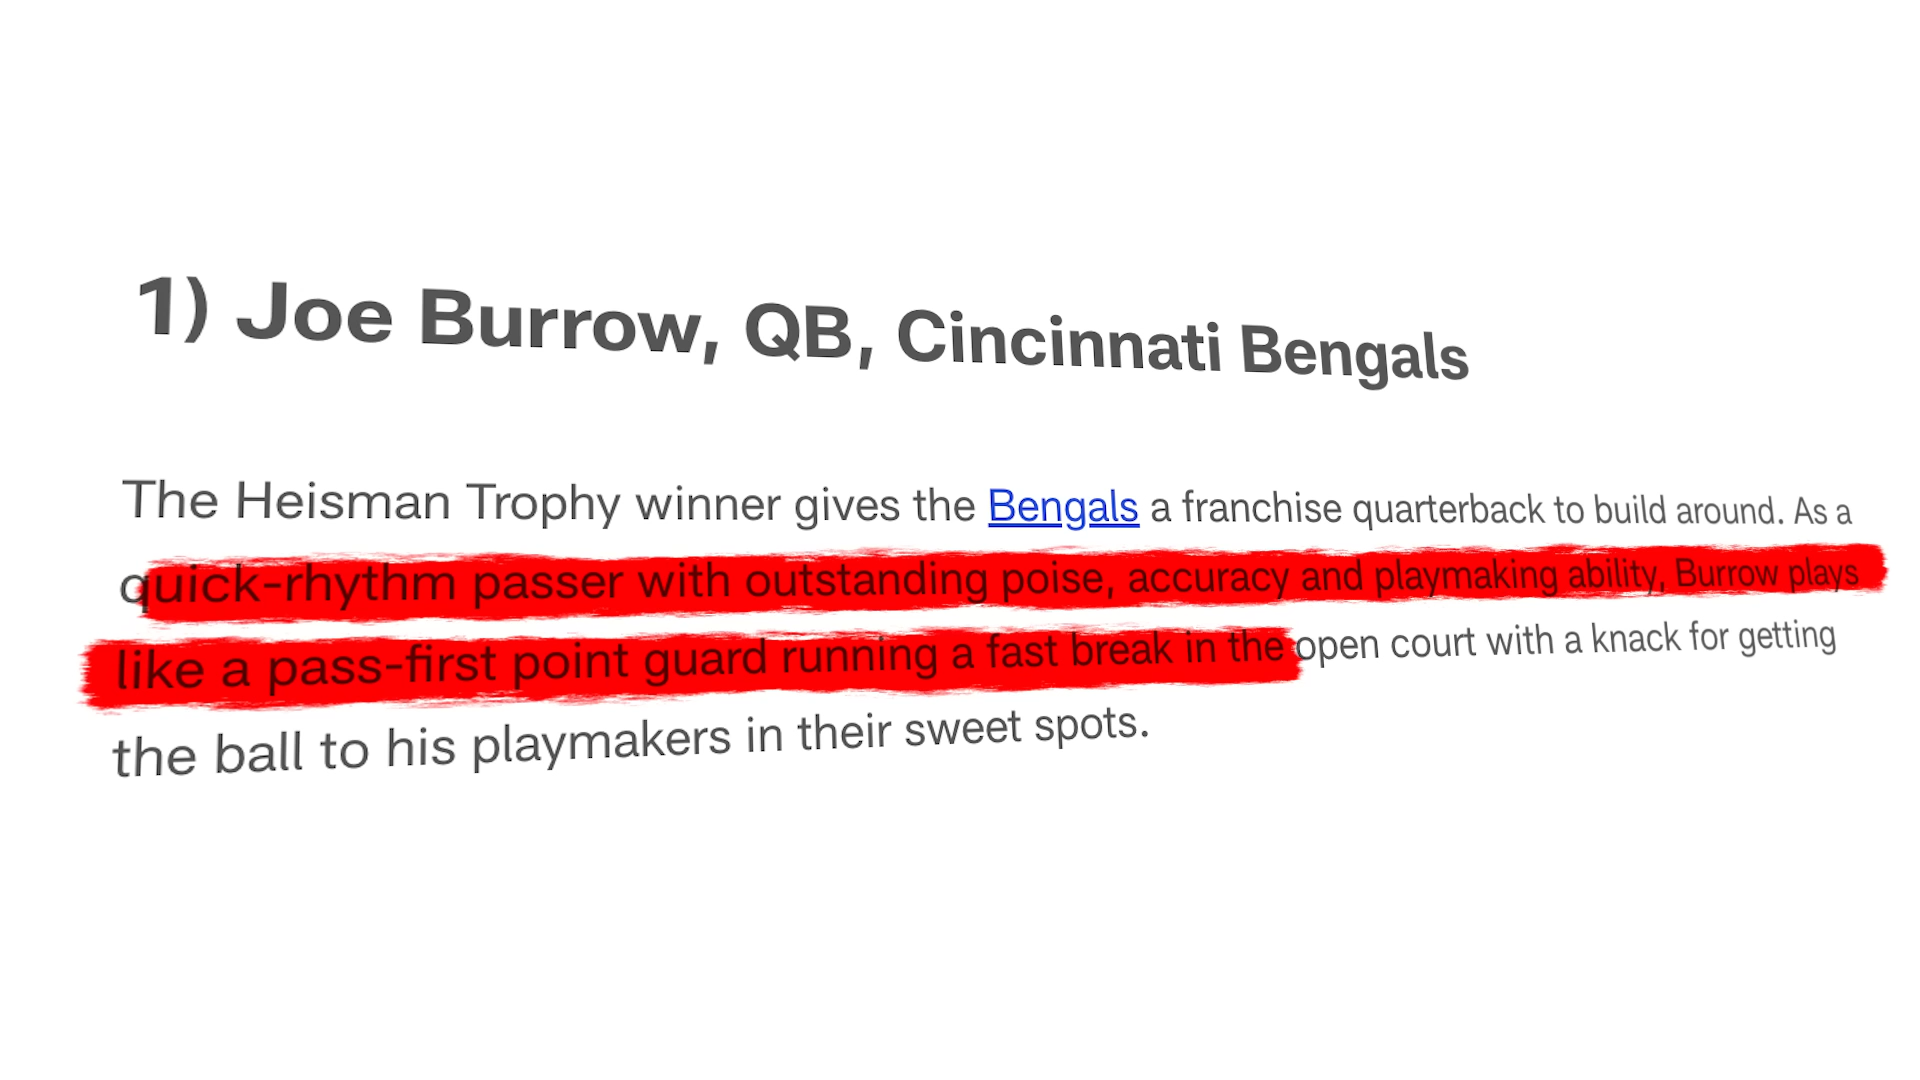 1) Joe Burrow, QB, Cincinnati Bengals
The Heisman Trophy winner gives the Bengals a franchise quarterback to build around. As a
quick-rhythm passer with outstanding poise, accuracy and playmaking ability, Burrow plays
like a pass-first point guard running a fast break in the open court with a knack for getting
the ball to his playmakers in their sweet spots.